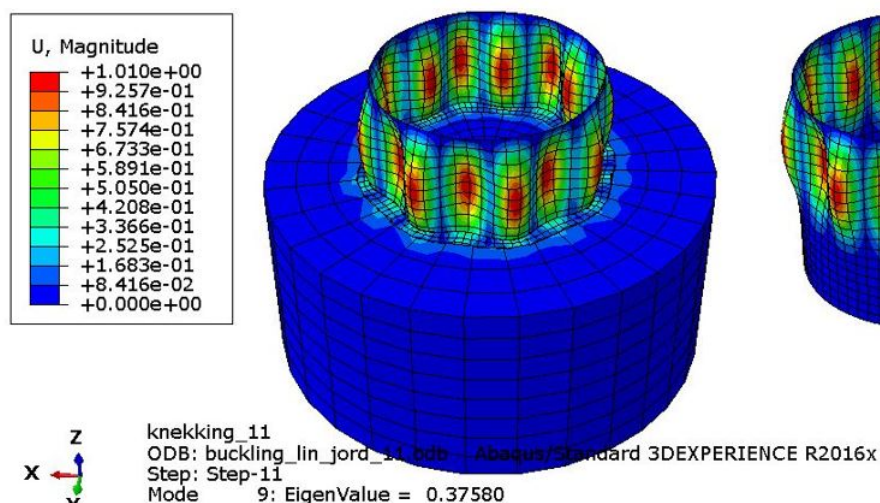 U, Magnitude
+1.010e+00
+9.257e-01
+8.416e-01
+7.574e-01
+6.733e-01
+5.891e-01
+5.050e-01
+4.208e-01
+3.366e-01
+2.525e-01
+1.683e-01
+8.416e-02
+0.000e+00
Z
X
Y
knekking_11
ODB: buckling_lin_jord_11.odb Abaqus/Standard 3DEXPERIENCE R2016x
Step: Step-11
Mode 9: EigenValue = 0.37580